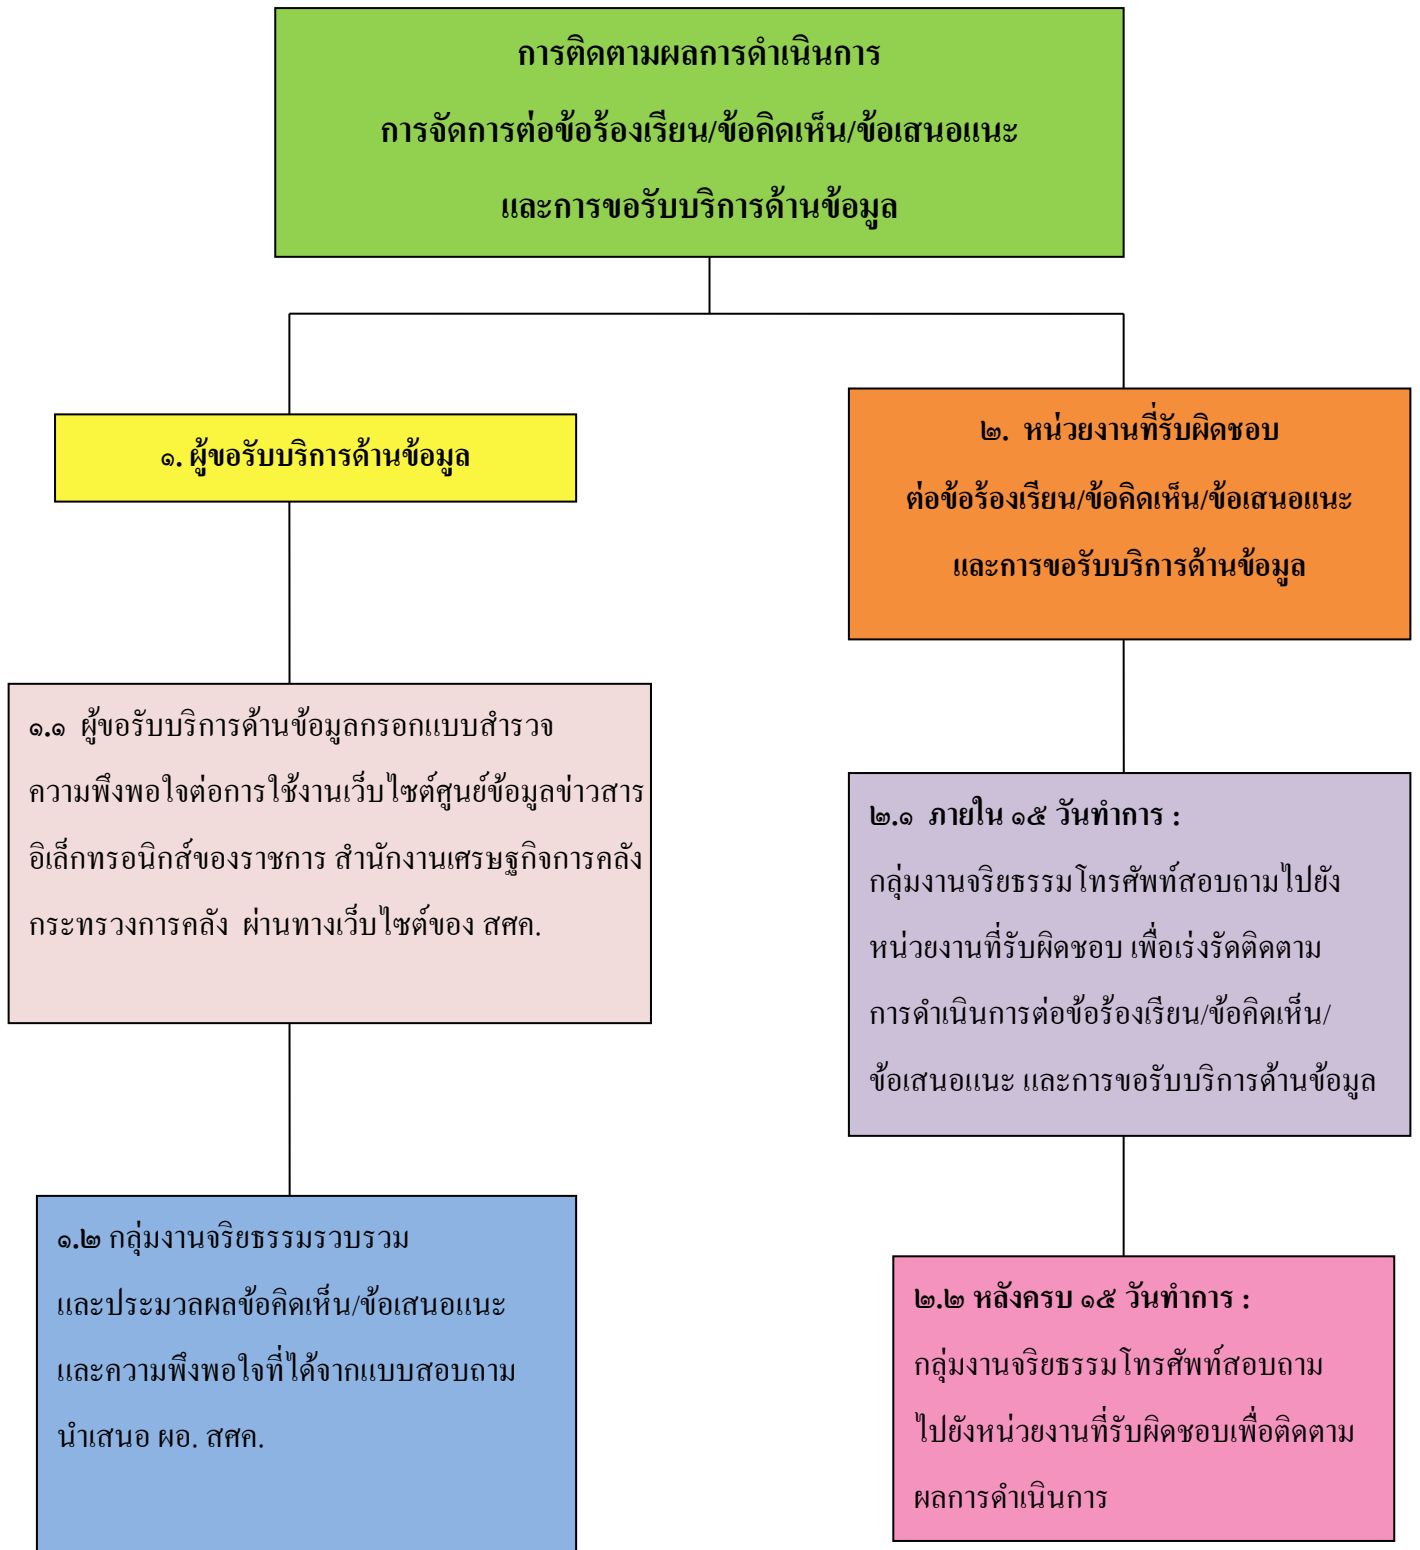 การติดตามผลการดำเนินการ
การจัดการต่อข้อร้องเรียน/ข้อคิดเห็น/ข้อเสนอแนะ
และการขอรับบริการด้านข้อมูล
๑. ผู้ขอรับบริการด้านข้อมูล
๑.๑ ผู้ขอรับบริการด้านข้อมูลกรอกแบบสำรวจ
ความพึงพอใจต่อการใช้งานเว็บไซต์ศูนย์ข้อมูลข่าวสาร
อิเล็กทรอนิกส์ของราชการ สำนักงานเศรษฐกิจการคลัง
กระทรวงการคลัง ผ่านทางเว็บไซต์ของ สศค.
๑.๒ กลุ่มงานจริยธรรมรวบรวม
และประมวลผลข้อคิดเห็น/ข้อเสนอแนะ
และความพึงพอใจที่ได้จากแบบสอบถาม
นำเสนอ ผอ. สศค.
๒. หน่วยงานที่รับผิดชอบ
ต่อข้อร้องเรียน/ข้อคิดเห็น/ข้อเสนอแนะ
และการขอรับบริการด้านข้อมูล
๒.๑ ภายใน ๑๕ วันทำการ :
กลุ่มงานจริยธรรมโทรศัพท์สอบถามไปยัง
หน่วยงานที่รับผิดชอบ เพื่อเร่งรัดติดตาม
การดำเนินการต่อข้อร้องเรียน/ข้อคิดเห็น/
ข้อเสนอแนะ และการขอรับบริการด้านข้อมูล
๒.๒ หลังครบ ๑๕ วันทำการ :
กลุ่มงานจริยธรรมโทรศัพท์สอบถาม
ไปยังหน่วยงานที่รับผิดชอบเพื่อติดตาม
ผลการดำเนินการ